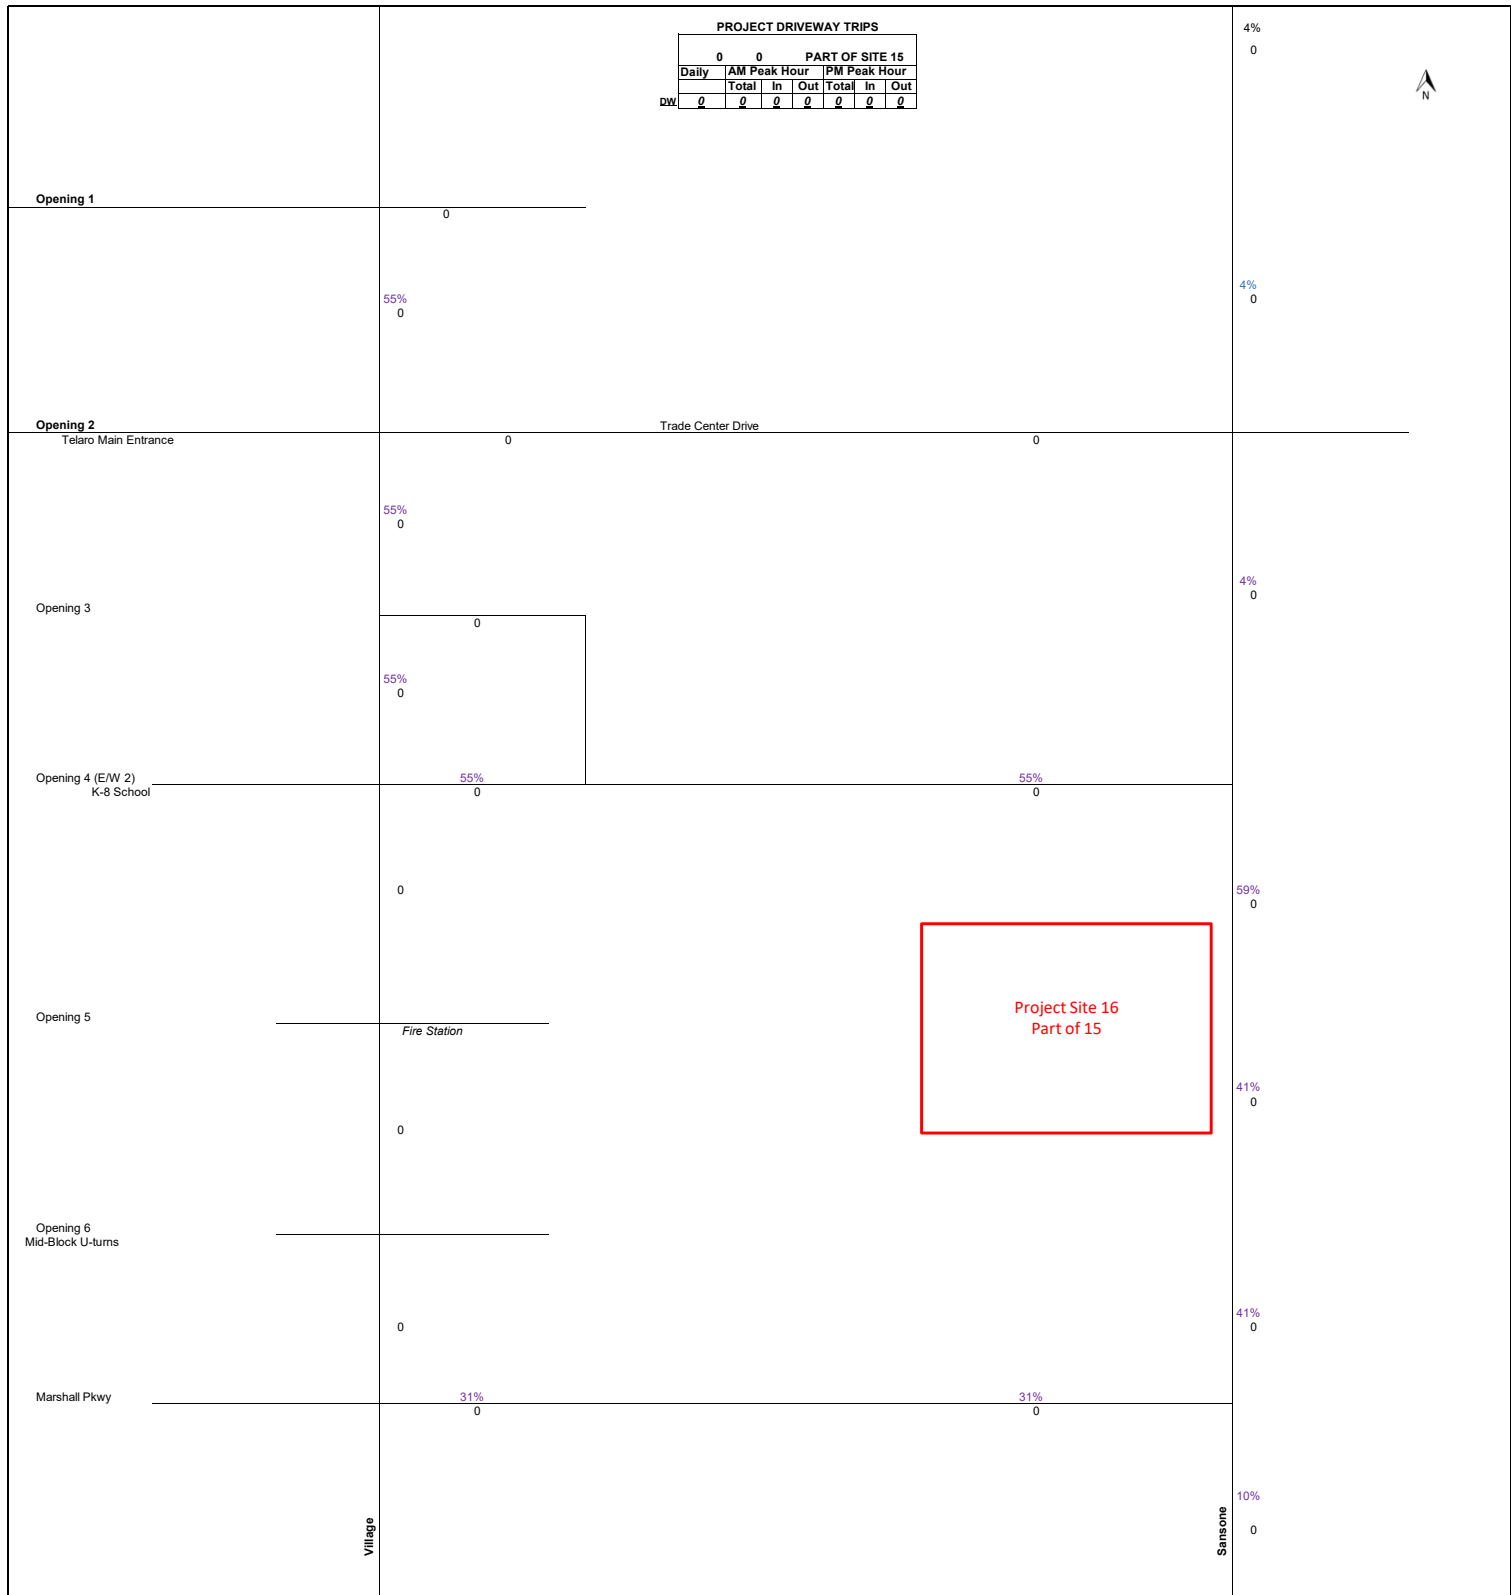 PROJECT DRIVEWAY TRIPS
4%
0
0 0 PART OF SITE 15
Daily AM Peak Hour PM Peak Hour
Total In Out Total In Out
DW 0 0 0 0 0 0 0
N
Opening 1
0
55%
0
4%
0
Opening 2
Trade Center Drive
Telaro Main Entrance
0
0
55%
0
4%
0
Opening 3
0
55%
0
Opening 4 (E/W 2)
55%
55%
K-8 School
0
0
0
59%
0
Project Site 16
Part of 15
Opening 5
Fire Station
41%
0
0
Opening 6
Mid-Block U-turns
41%
0
0
Marshall Pkwy
31%
31%
0
0
10%
0
Village
Sansone